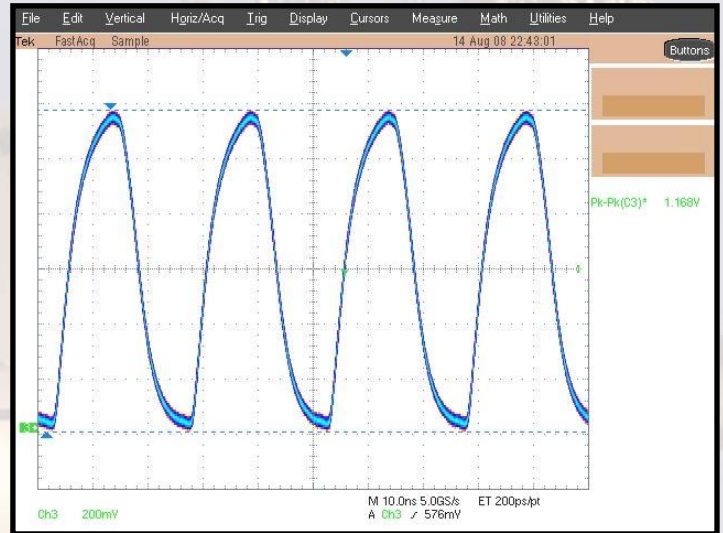 File Edit Vertical Horiz/Acq Trig Display Cursors Measure Math Utilities Help
Tek FastAcq Sample 14 Aug 08 22:43:01
Buttons
Pk-Pk(C3)* 1.168V
M 10.0ns 5.0GS/s ET 200ps/pt
A Ch3 ∕ 576mV
Ch3 200mV